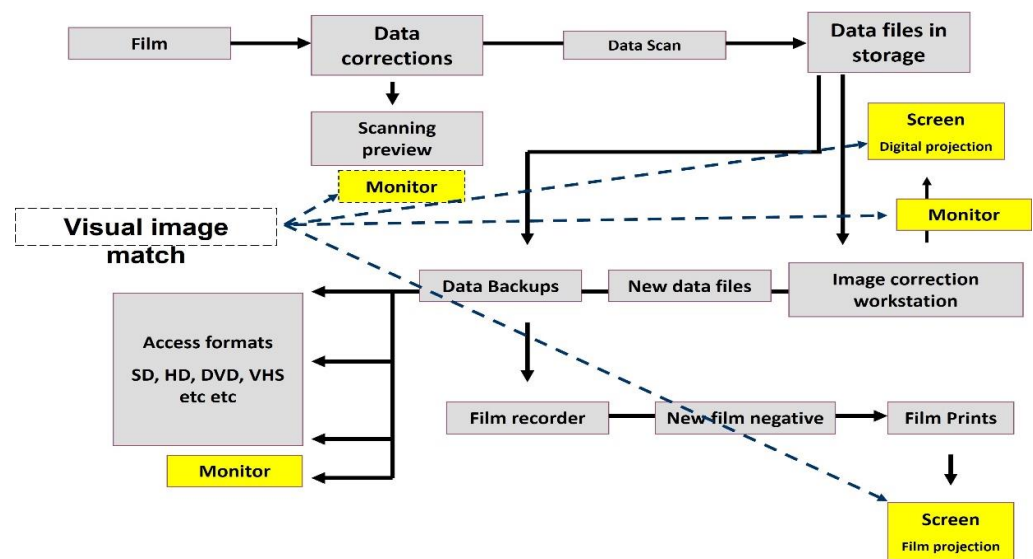 Film
Data
corrections
Data Scan
Data files in
storage
Scanning
preview
Monitor
Screen
Digital projection
Monitor
Visual image
match
Data Backups
New data files
Image correction
workstation
Access formats
SD, HD, DVD, VHS
etc etc
Monitor
Film recorder
New film negative
Film Prints
Screen
Film projection